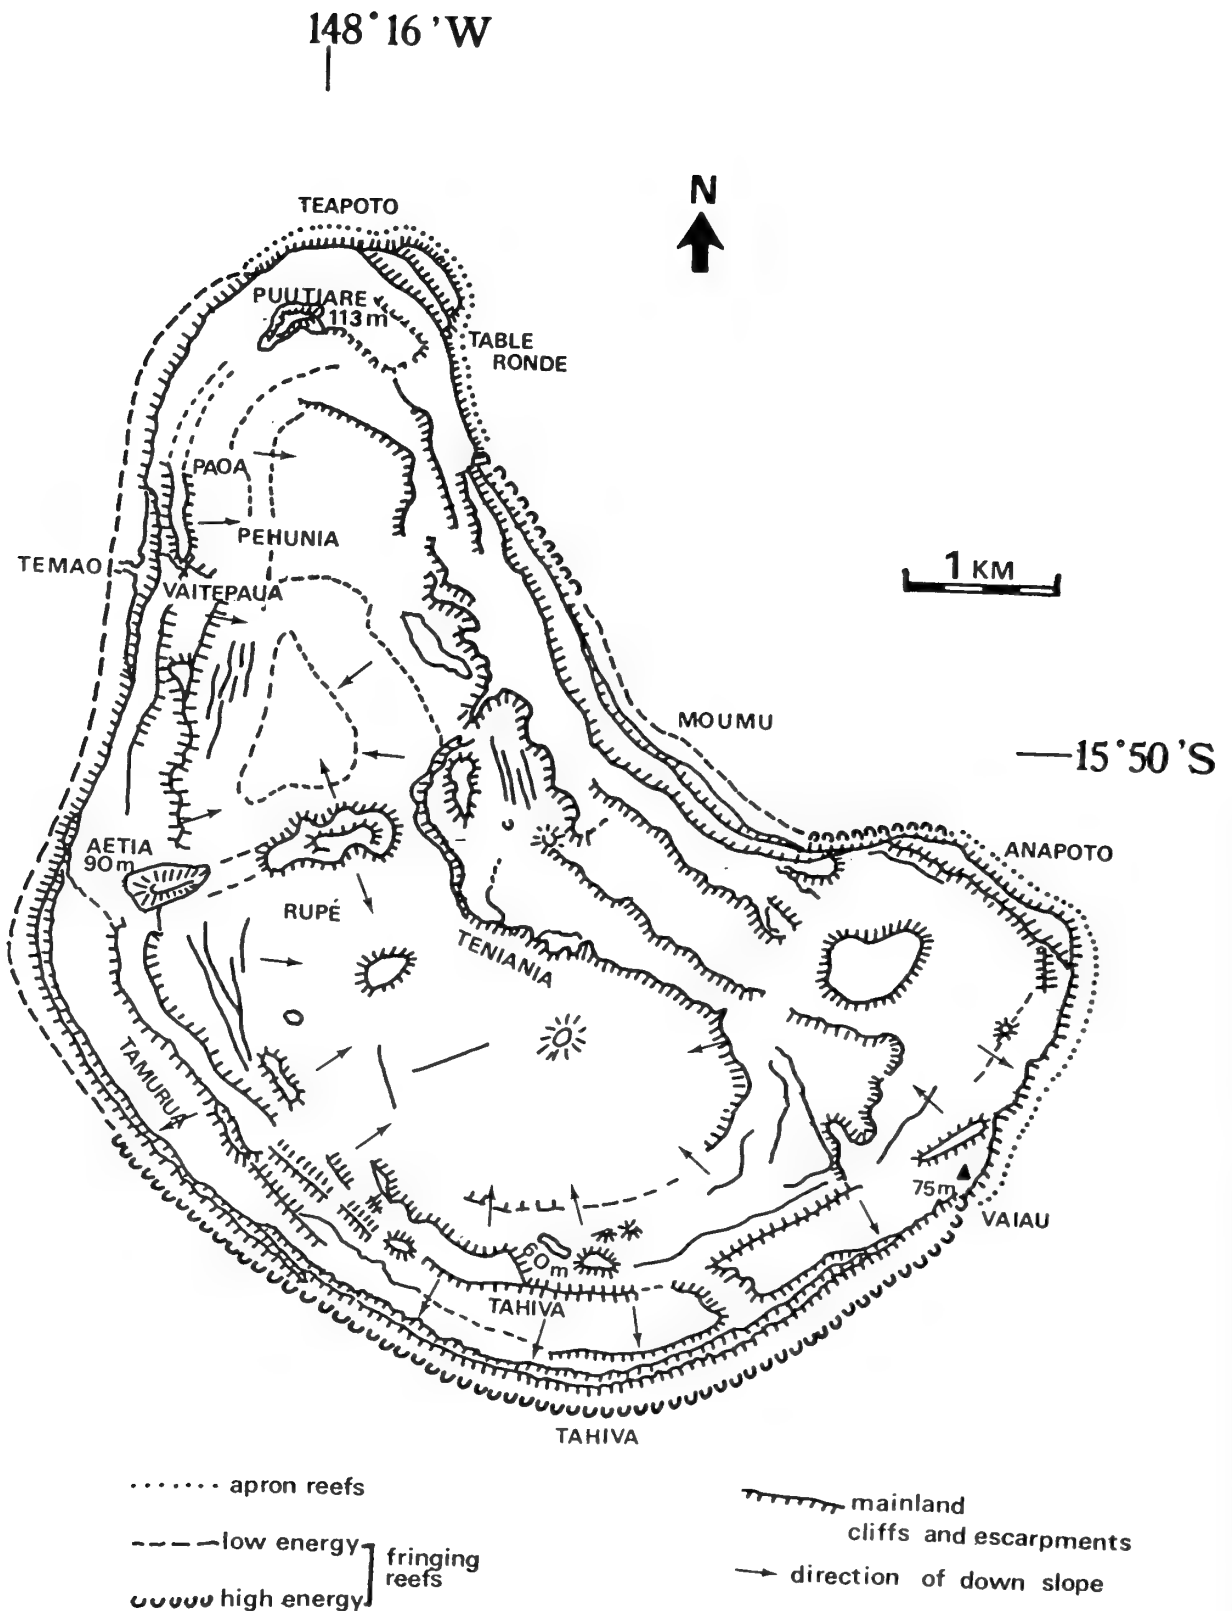 148°16'W
N
TEAPOTO
PUUTIARE
113m
TABLE
RONDE
PAOA
PEHUNIA
TEMAO
VAITEPAUA
1 KM
MOUMU
15°50'S
AETIA
90m
ANAPOTO
RUPÉ
TENIANIA
TAMURUA
75m
VAIAU
60m
TAHIVA
TAHIVA
apron reefs
low energy
fringing
reefs
high energy
mainland
cliffs and escarpments
direction of down slope